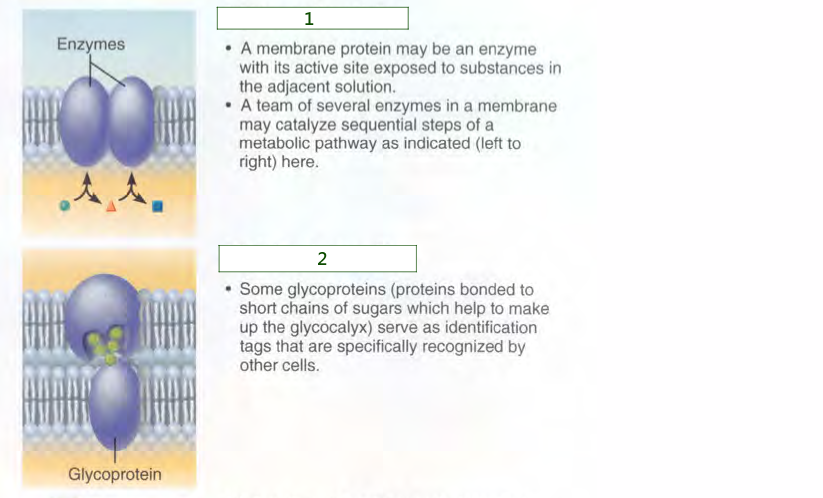 Enzymes
1
• A membrane protein may be an enzyme
with its active site exposed to substances in
the adjacent solution.
• A team of several enzymes in a membrane
may catalyze sequential steps of a
metabolic pathway as indicated (left to
right) here.
2
• Some glycoproteins (proteins bonded to
short chains of sugars which help to make
up the glycocalyx) serve as identification
tags that are specifically recognized by
other cells.
Glycoprotein